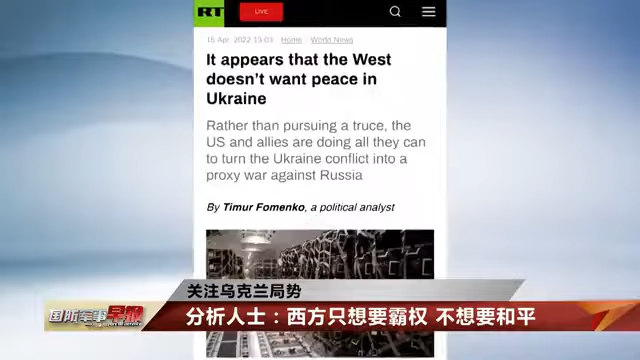 RT
LIVE
15 Apr, 2022 13:03 Home World News
It appears that the West
doesn't want peace in
Ukraine
Rather than pursuing a truce, the
US and allies are doing all they can
to turn the Ukraine conflict into a
proxy war against Russia
By Timur Fomenko, a political analyst
关注乌克兰局势
国防军事早报
分析人士：西方只想要霸权 不想要和平